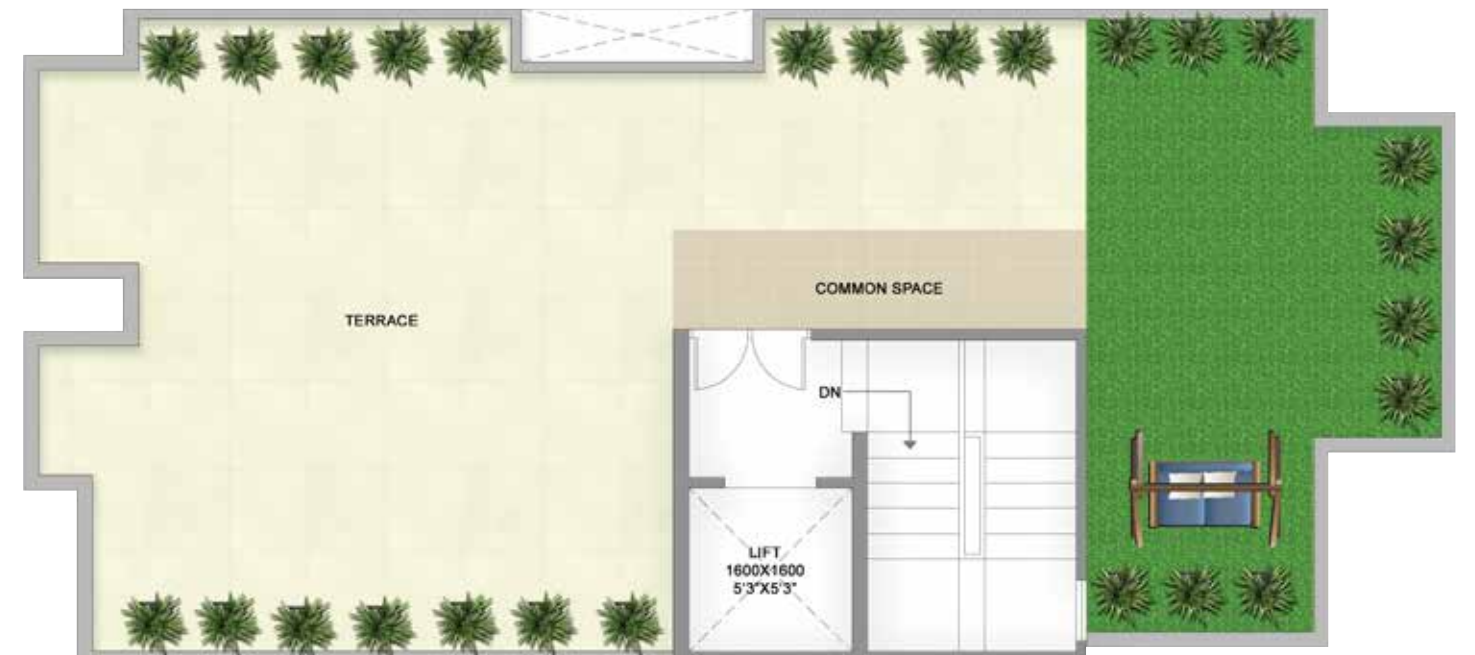 COMMON SPACE
TERRACE
DN
LIFT
1600X1600
5'3"X5'3"